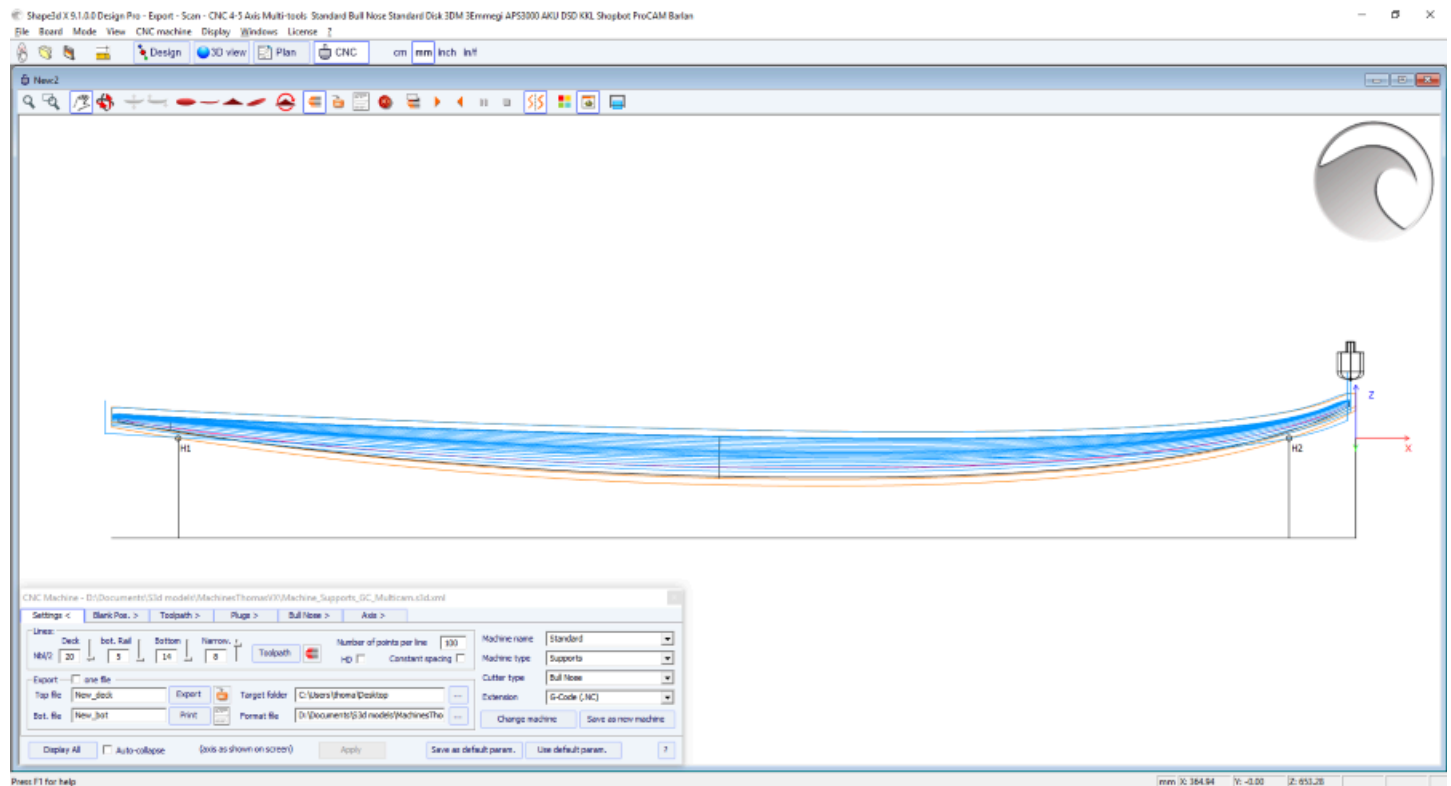 Shape3d X 9.1.0.0 Design Pro - Export - Scan - CNC 4-5 Axis Multi-tools Standard Bull Nose Standard Disk 3DM 3Emmegi APS3000 AKU DSD KKL Shopbot ProCAM Barlan
File Board Mode View CNC machine Display Windows License ?
Design 3D view Plan CNC cm mm inch in/f
New2
Z
H1 H2 X
CNC Machine - D:\Documents\S3d models\MachinesThomasVX\Machine_Supports_GC_Multicam.s3d.xml
Settings < Blank Pos. > Toolpath > Plugs > Bull Nose > Axis >
Lines:
Deck bot. Rail Bottom Narrow. Number of points per line 100 Machine name Standard
Nbl/2 20 5 14 8 Toolpath HD Constant spacing Machine type Supports
Export one file Cutter type Bull Nose
Top file New_deck Export Target folder C:\Users\thoma\Desktop ... Extension G-Code (.NC)
Bot. file New_bot Print Format file D:\Documents\S3d models\MachinesTho ... Change machine Save as new machine
Display All Auto-collapse (axis as shown on screen) Apply Save as default param. Use default param. ?
Press F1 for help mm X: 364.94 Y: -0.00 Z: 653.28